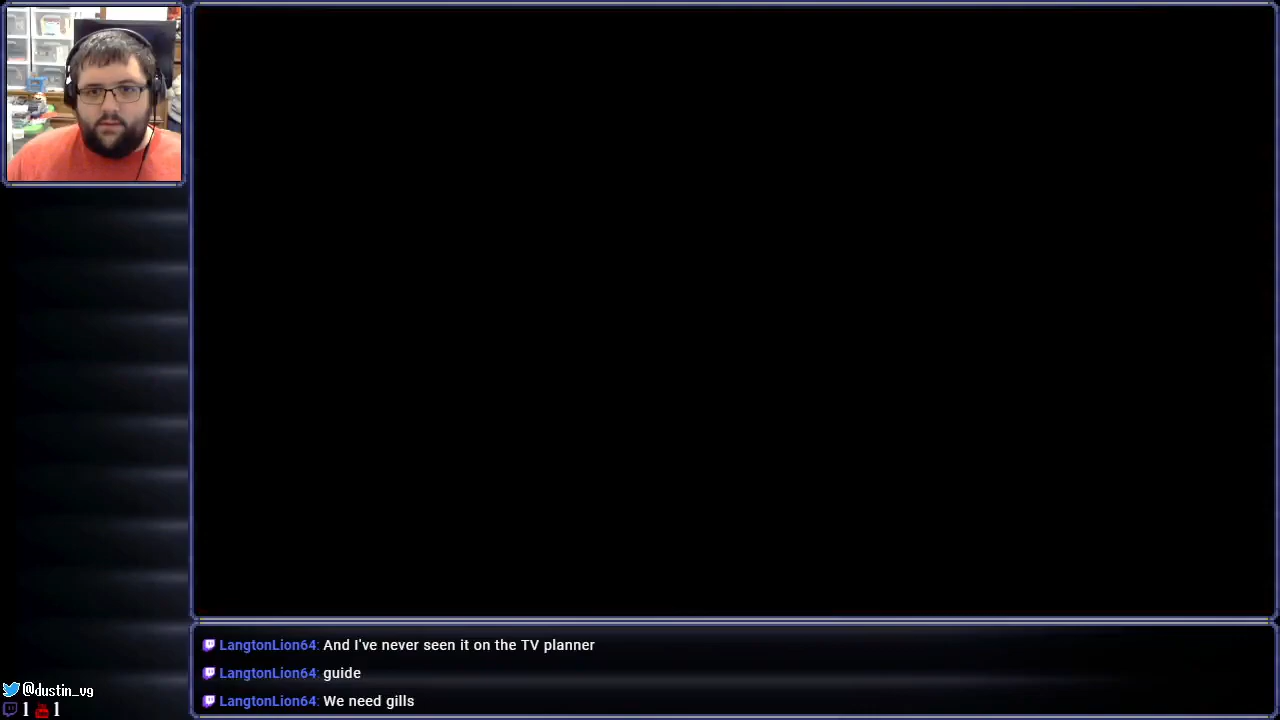 LangtonLion64: And I've never seen it on the TV planner
LangtonLion64: guide
LangtonLion64: We need gills
@dustin_vg
1 1